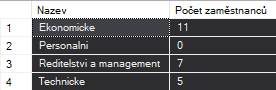 Nazev Počet zaměstnanců
1 Ekonomicke 11
2 Personalni 0
3 Reditelstvi a management 7
4 Technicke 5